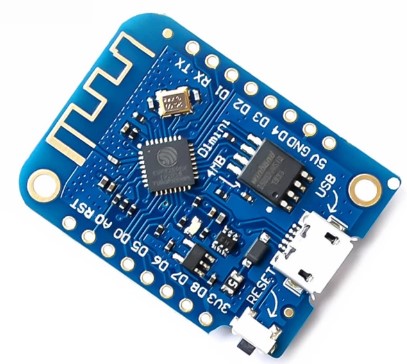 TX
RX
D1
D2
D3
D4
GND
5V
D1mini
4MB
USB
RST
A0
D0
D5
D6
D7
D8
3V3
RESET